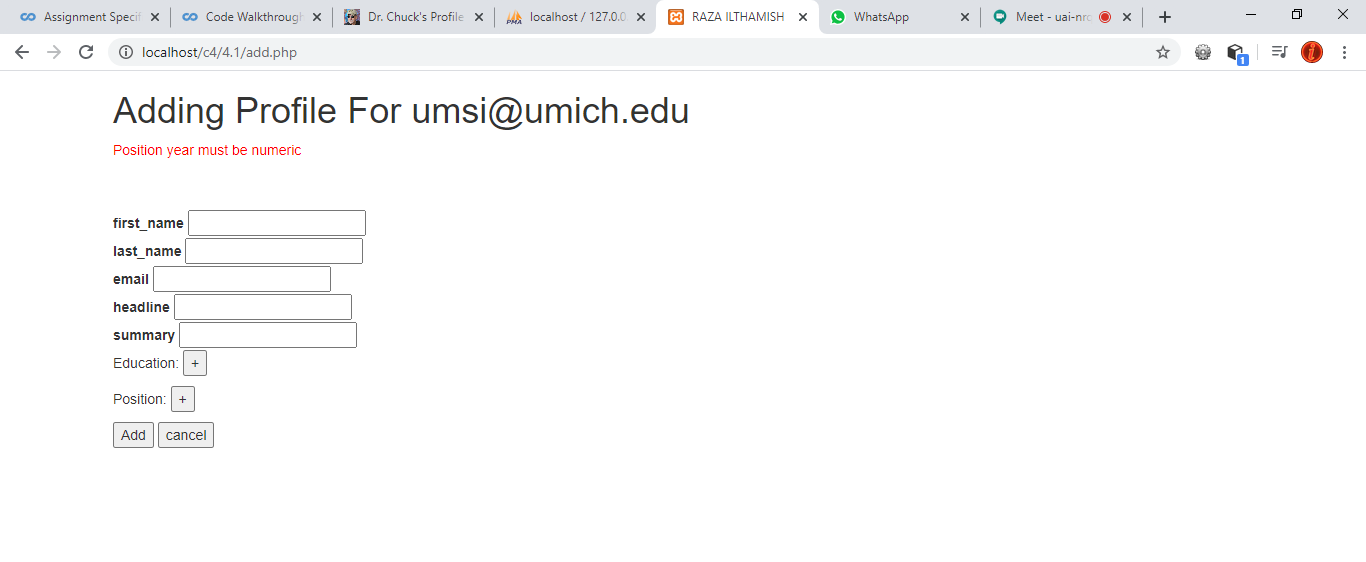 Assignment Specif
Code Walkthrough
Dr. Chuck's Profile
PMA localhost / 127.0.0.
RAZA ILTHAMISH
WhatsApp
Meet - uai-nrc
localhost/c4/4.1/add.php
1
Adding Profile For umsi@umich.edu
Position year must be numeric
first_name
last_name
email
headline
summary
Education: +
Position: +
Add cancel